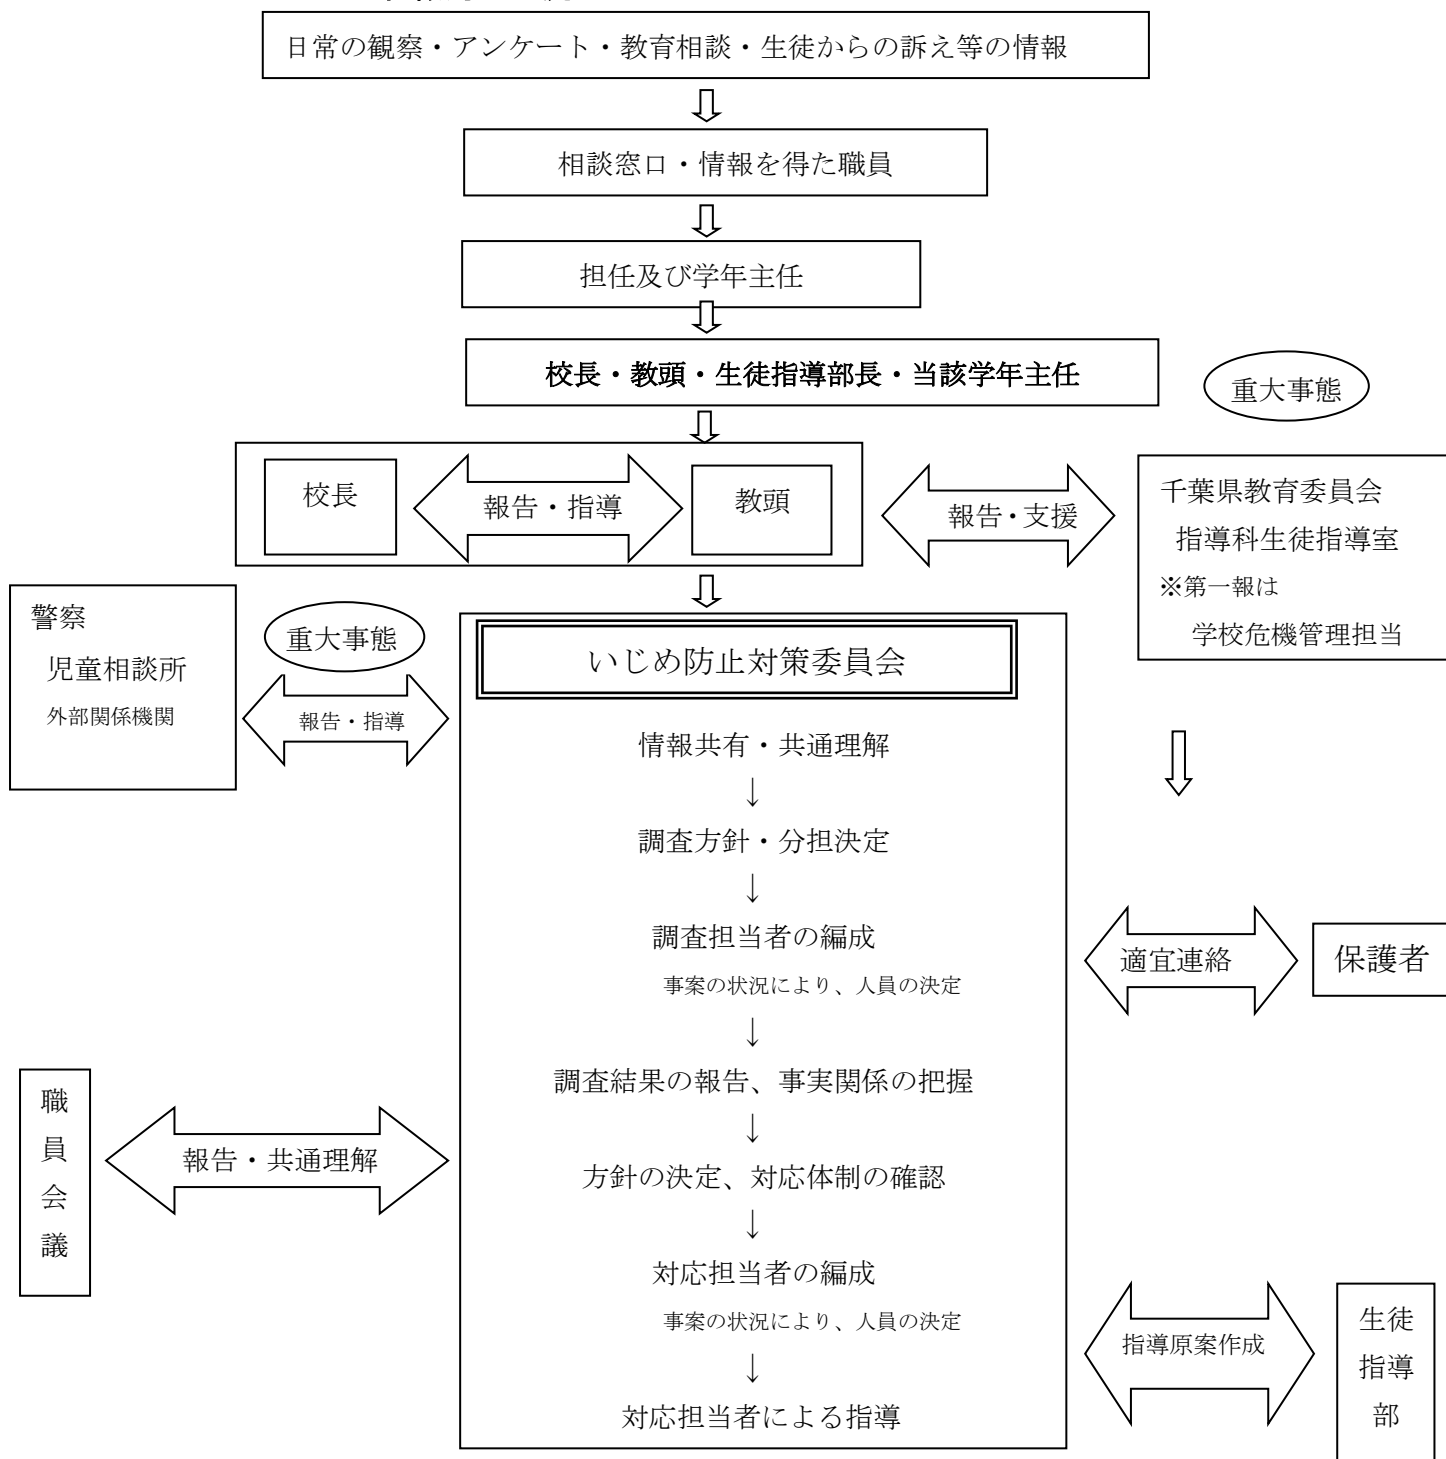 日常の観察・アンケート・教育相談・生徒からの訴え等の情報
相談窓口・情報を得た職員
担任及び学年主任
校長・教頭・生徒指導部長・当該学年主任
重大事態
校長
報告・指導
教頭
報告・支援
千葉県教育委員会
指導科生徒指導室
※第一報は
学校危機管理担当
警察
児童相談所
外部関係機関
重大事態
報告・指導
いじめ防止対策委員会
情報共有・共通理解
↓
調査方針・分担決定
↓
調査担当者の編成
事案の状況により、人員の決定
↓
調査結果の報告、事実関係の把握
↓
方針の決定、対応体制の確認
↓
対応担当者の編成
事案の状況により、人員の決定
↓
対応担当者による指導
適宜連絡
保護者
職
員
会
議
報告・共通理解
指導原案作成
生徒
指導
部